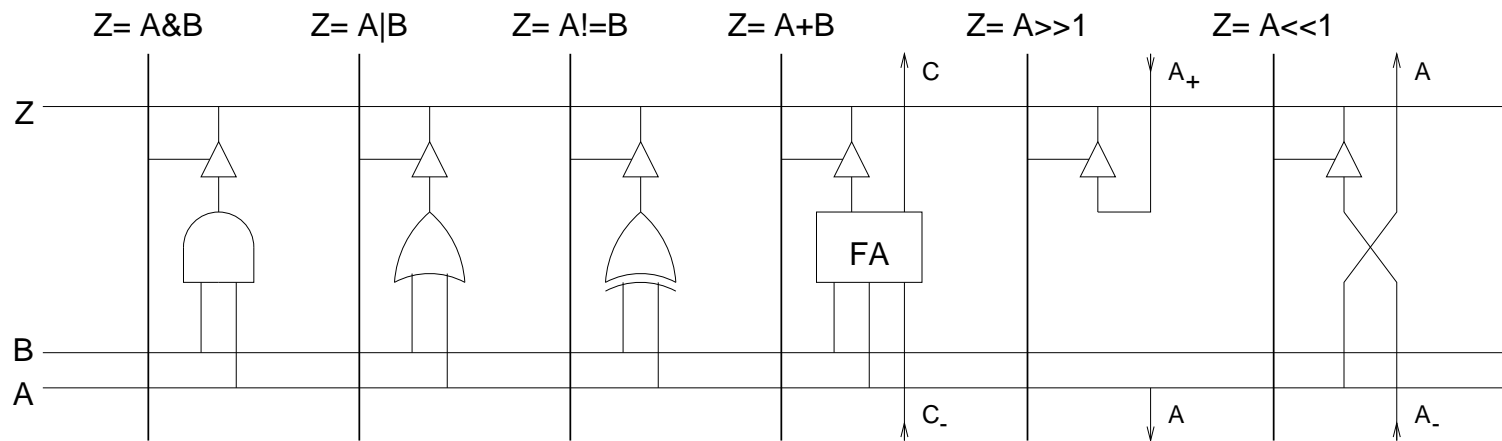 Z= A&B Z= A|B Z= A!=B Z= A+B Z= A>>1 Z= A<<1
C A+ A
Z
FA
B
A
C- A A-